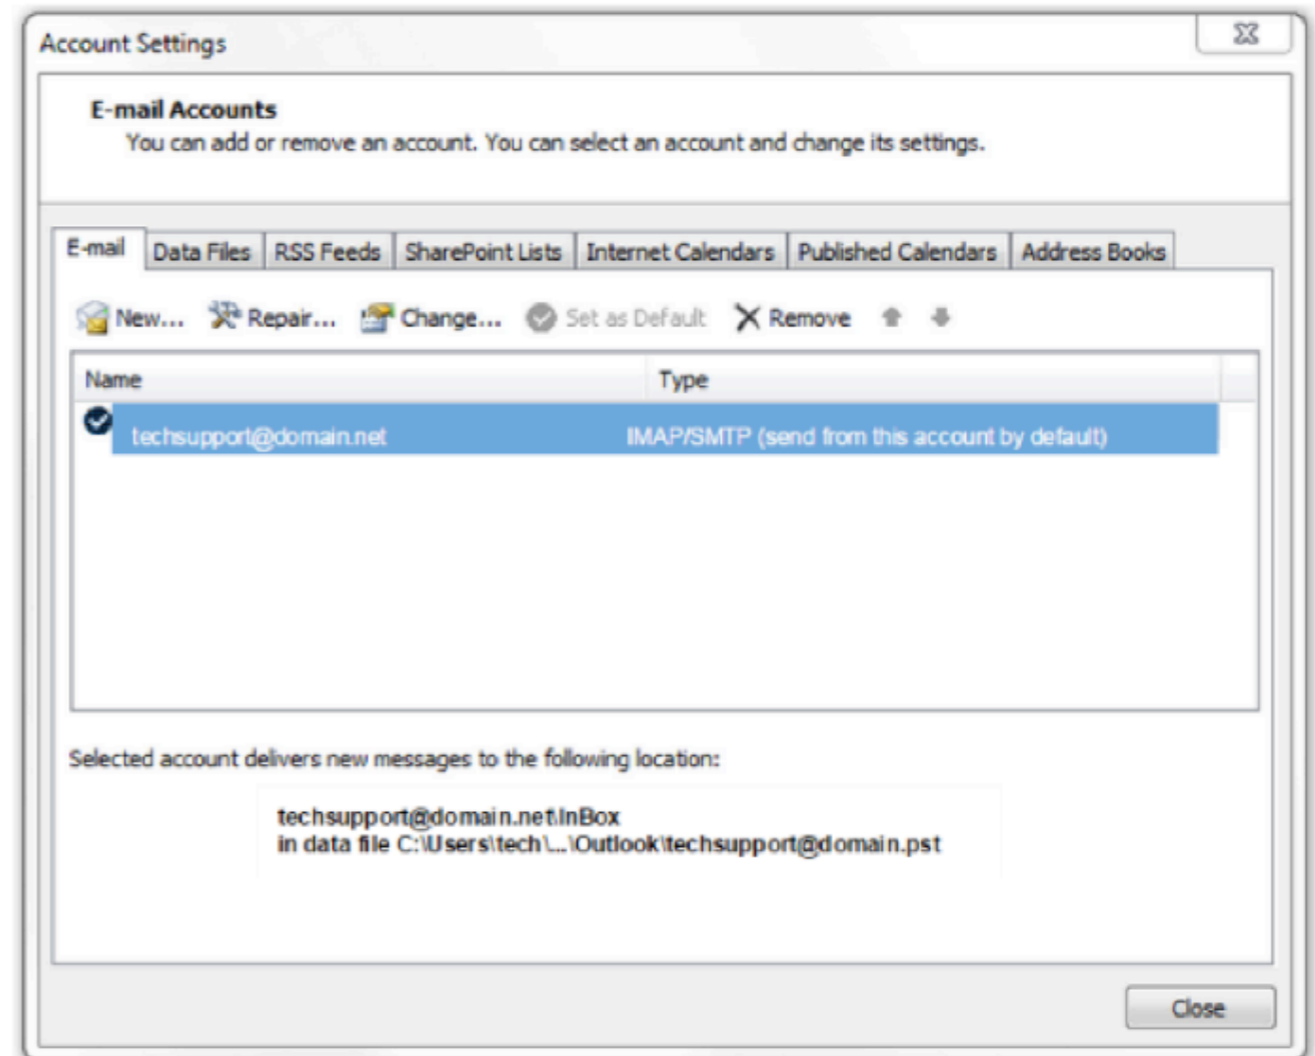 Account Settings
E-mail Accounts
You can add or remove an account. You can select an account and change its settings.
E-mail Data Files RSS Feeds SharePoint Lists Internet Calendars Published Calendars Address Books
New... Repair... Change... Set as Default Remove
Name Type
techsupport@domain.net IMAP/SMTP (send from this account by default)
Selected account delivers new messages to the following location:
techsupport@domain.net\InBox
in data file C:\Users\tech\...\Outlook\techsupport@domain.pst
Close